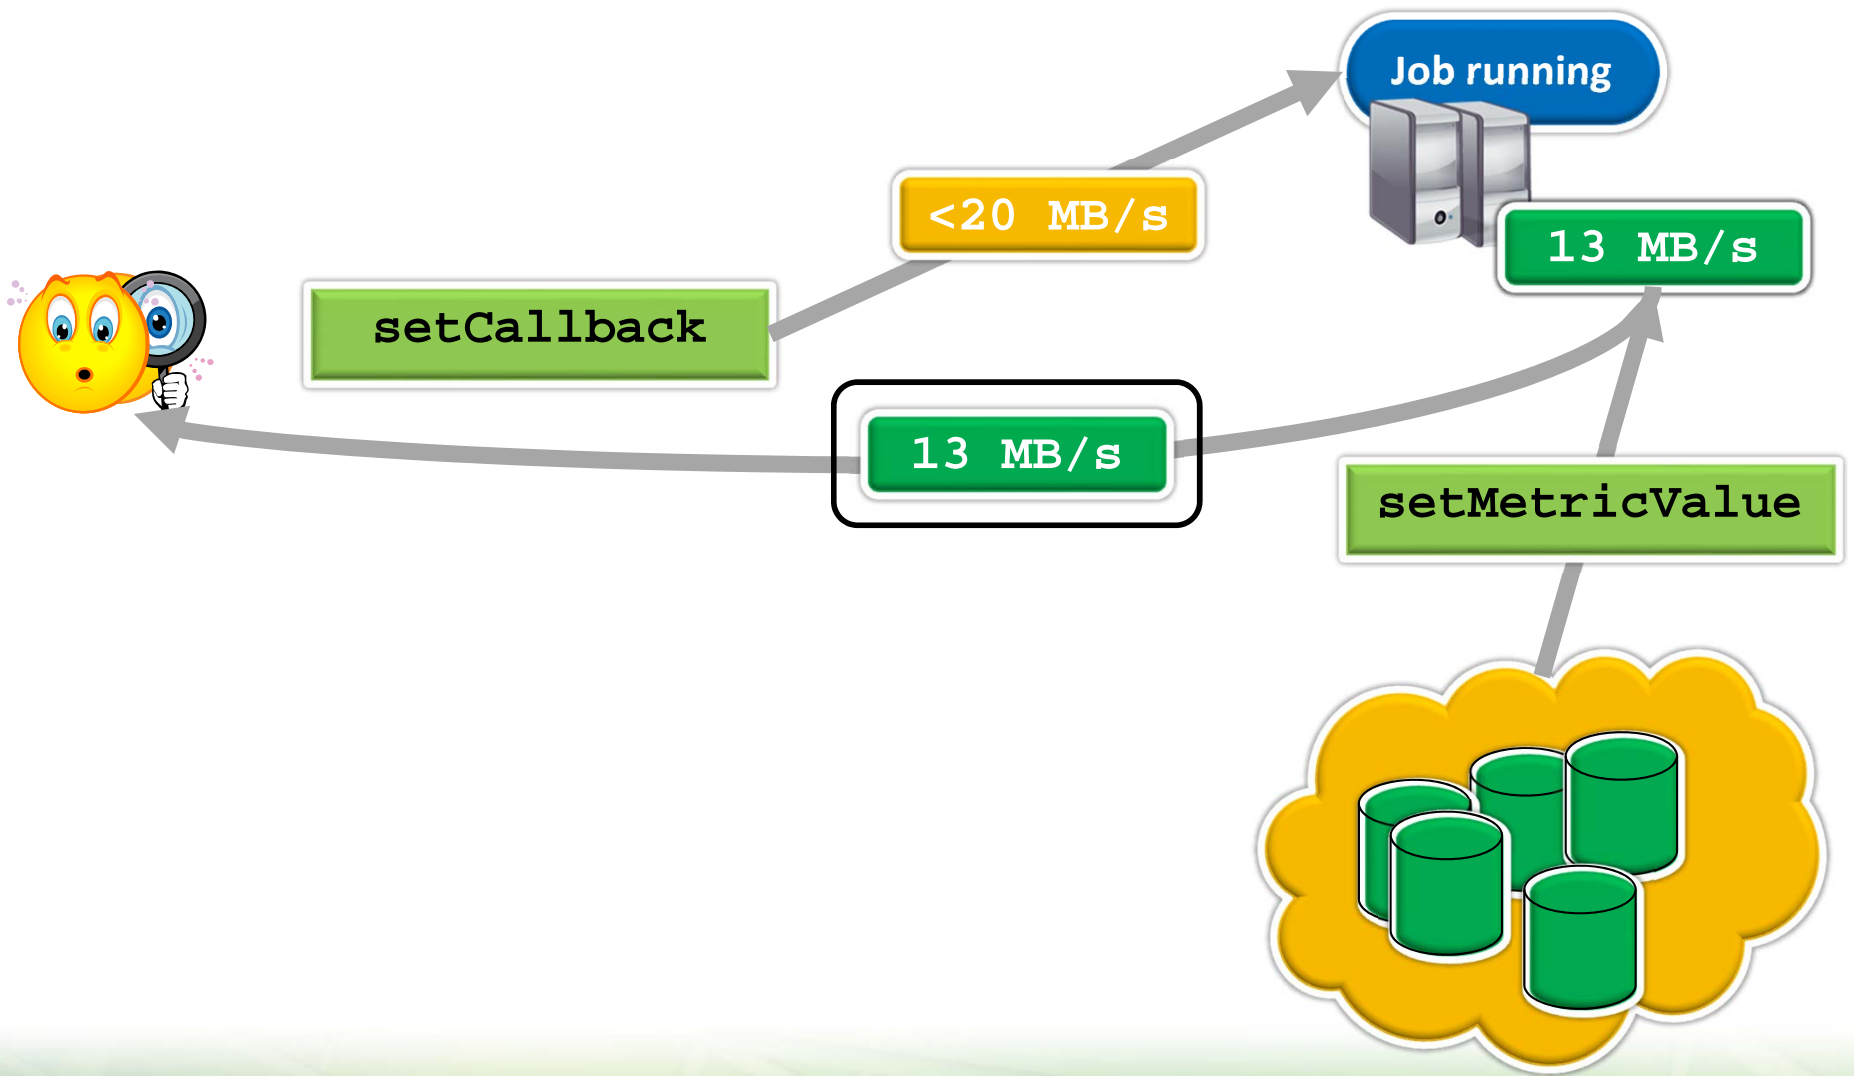 Job running
<20 MB/s
13 MB/s
setCallback
13 MB/s
setMetricValue